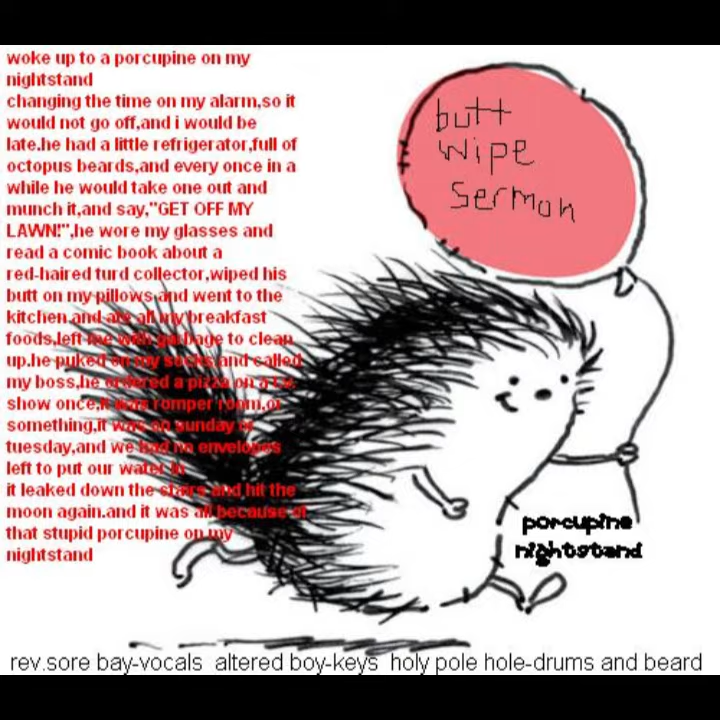 woke up to a porcupine on my
nightstand
changing the time on my alarm,so it
would not go off,and i would be
late.he had a little refrigerator,full of
octopus beards,and every once in a
while he would take one out and
munch it,and say,"GET OFF MY
LAWN!",he wore my glasses and
read a comic book about a
red-haired turd collector,wiped his
butt on my pillows and went to the
kitchen.and ate all my breakfast
foods,left me with garbage to clean
up.he puked on my socks,and called
my boss,he ordered a pizza on a t.v.
show once,it was romper room,or
something,it was on sunday or
tuesday,and we had no envelopes
left to put our water in
it leaked down the stairs and hit the
moon again.and it was all because of
that stupid porcupine on my
nightstand
butt
wipe
sermon
porcupine
nightstand
rev.sore bay-vocals altered boy-keys holy pole hole-drums and beard